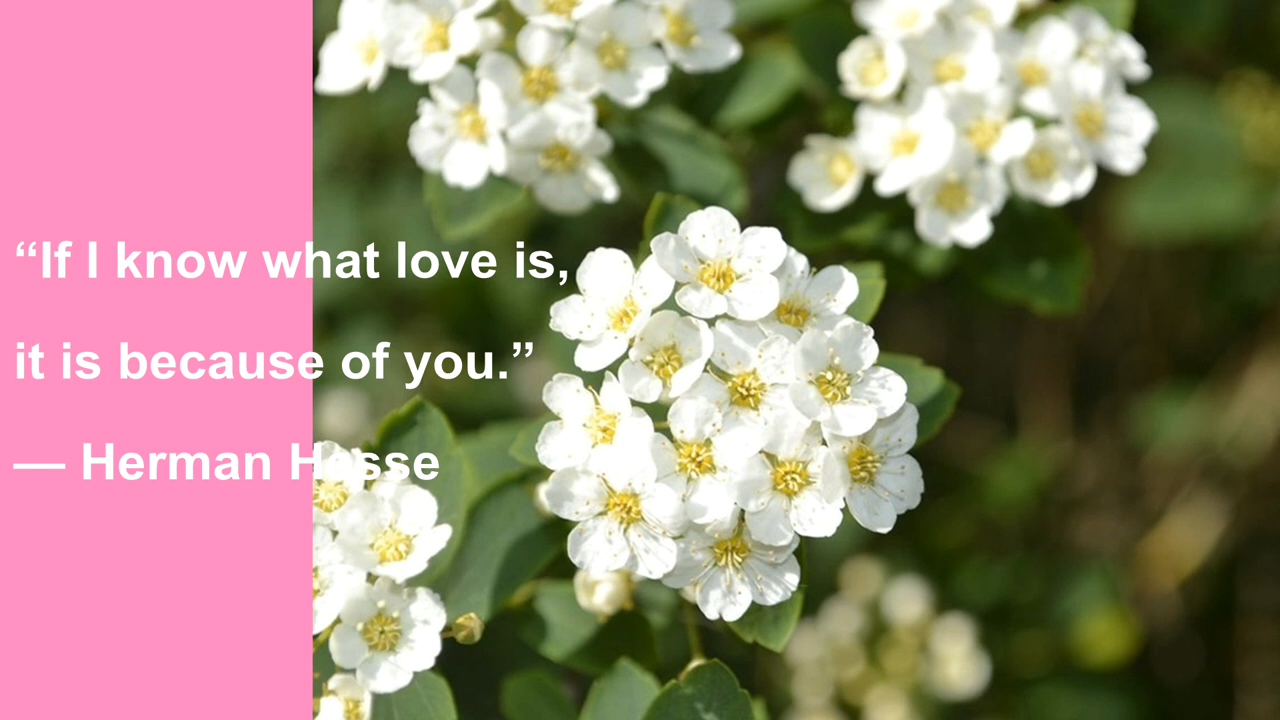 “If I know what love is,
it is because of you.”
— Herman Hesse